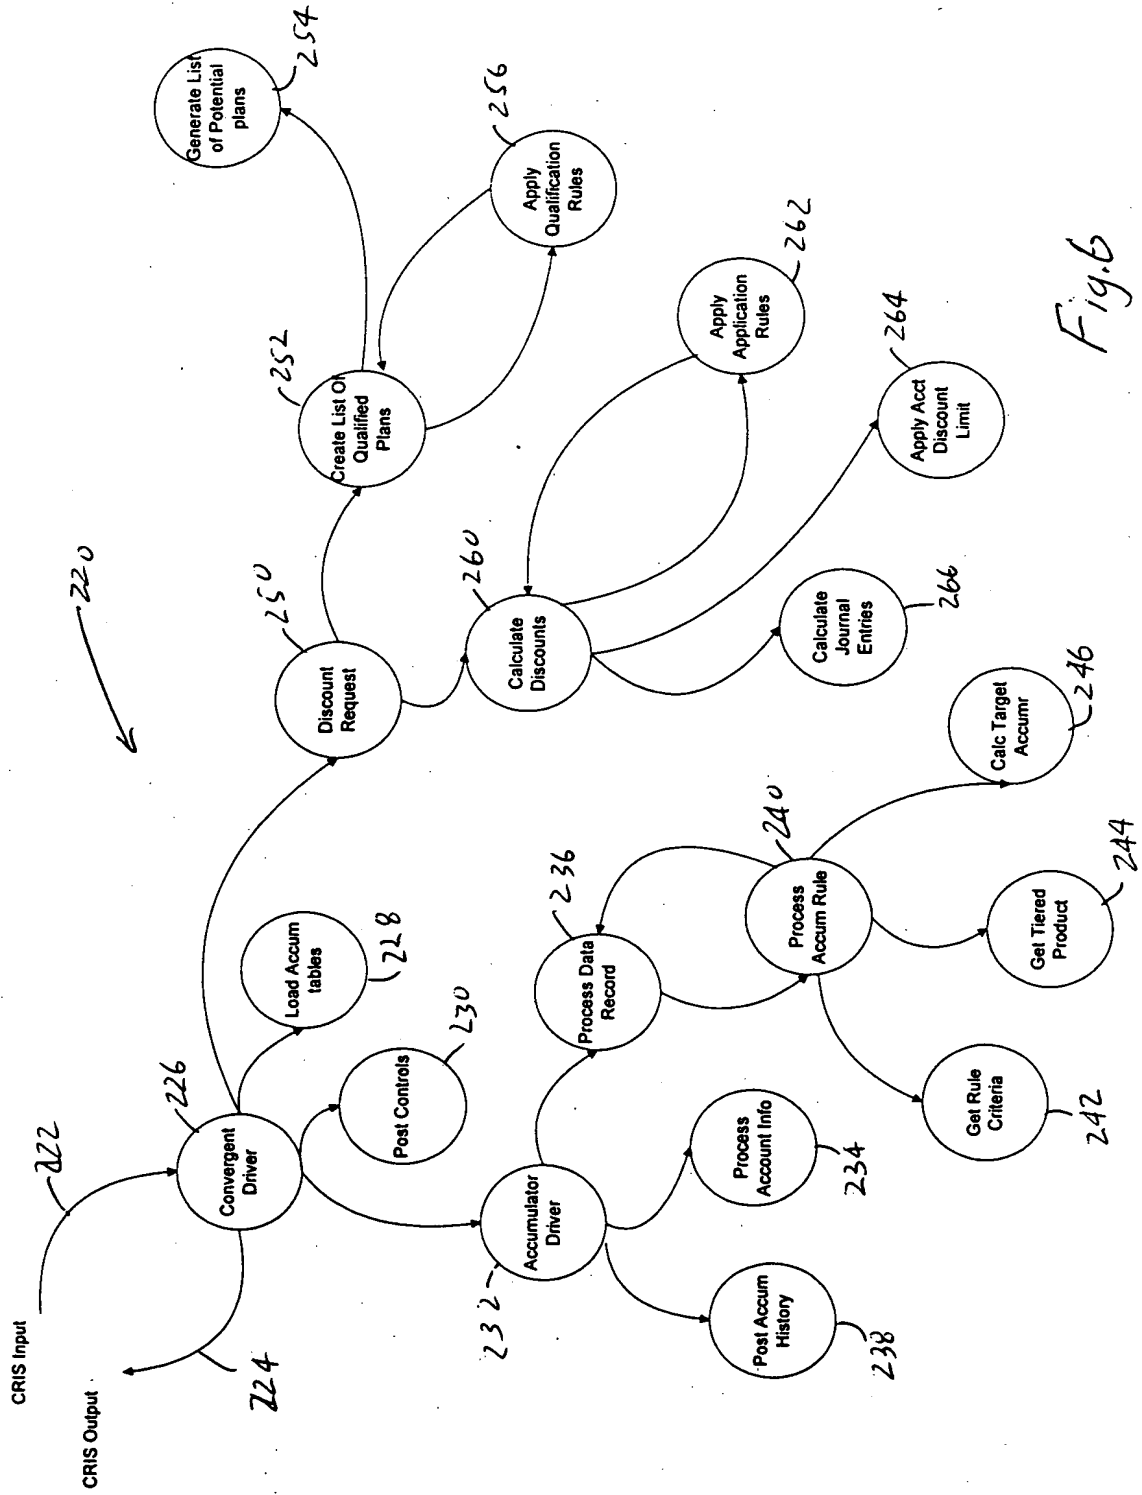 220
CRIS Input
222
CRIS Output
224
Convergent
Driver
226
Load Accum
tables
228
Post Controls
230
Accumulator
Driver
232
Process
Account Info
234
Process Data
Record
236
Post Accum
History
238
Process
Accum Rule
240
Get Rule
Criteria
242
Get Tiered
Product
244
Calc Target
Accumr
246
Discount
Request
250
Create List Of
Qualified
Plans
252
Generate List
of Potential
plans
254
Apply
Qualification
Rules
256
Calculate
Discounts
260
Apply
Application
Rules
262
Apply Acct
Discount
Limit
264
Calculate
Journal
Entries
266
Fig.6